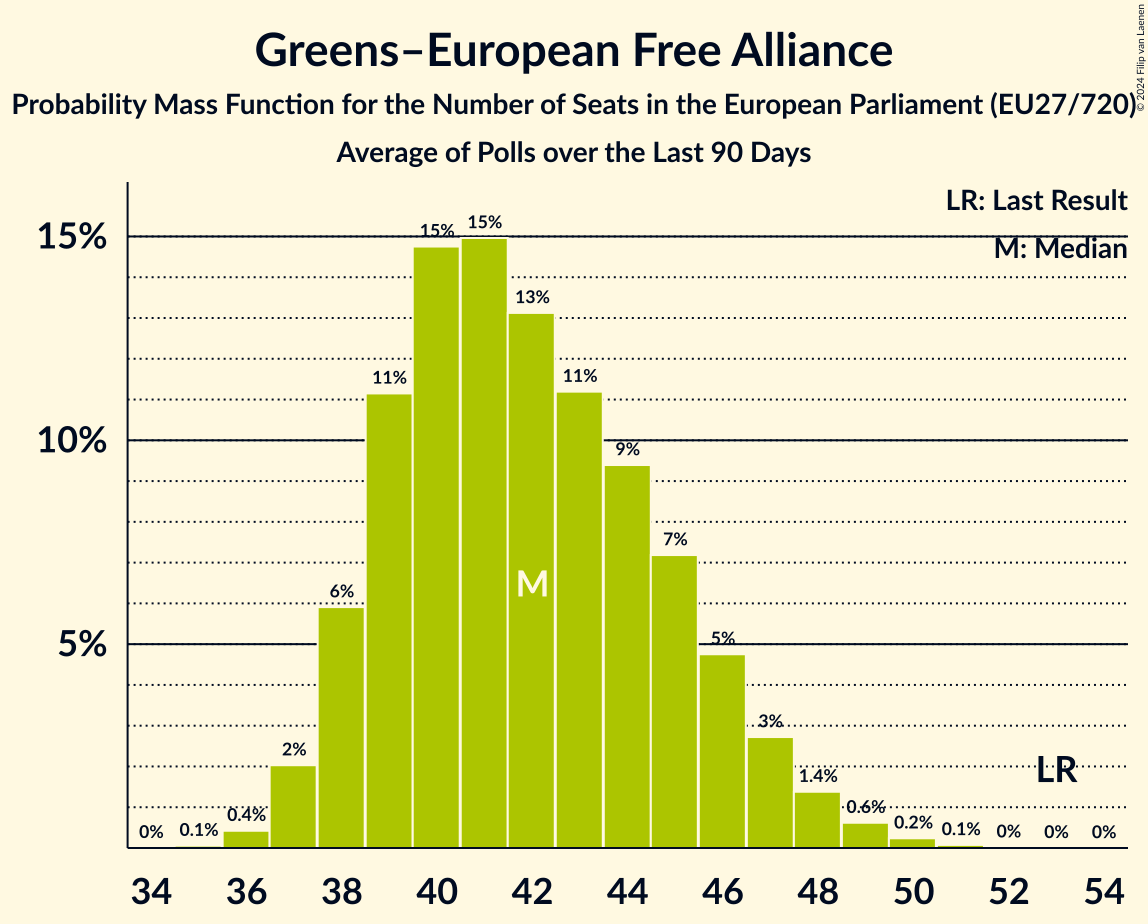 Greens–European Free Alliance
Probability Mass Function for the Number of Seats in the European Parliament (EU27/720)
Average of Polls over the Last 90 Days
© 2024 Filip van Laenen
LR: Last Result
M: Median
15%
10%
5%
0%
0.1%
0.4%
2%
6%
11%
15%
15%
13%
11%
9%
7%
5%
3%
1.4%
0.6%
0.2%
0.1%
0%
0%
0%
M
LR
34 36 38 40 42 44 46 48 50 52 54